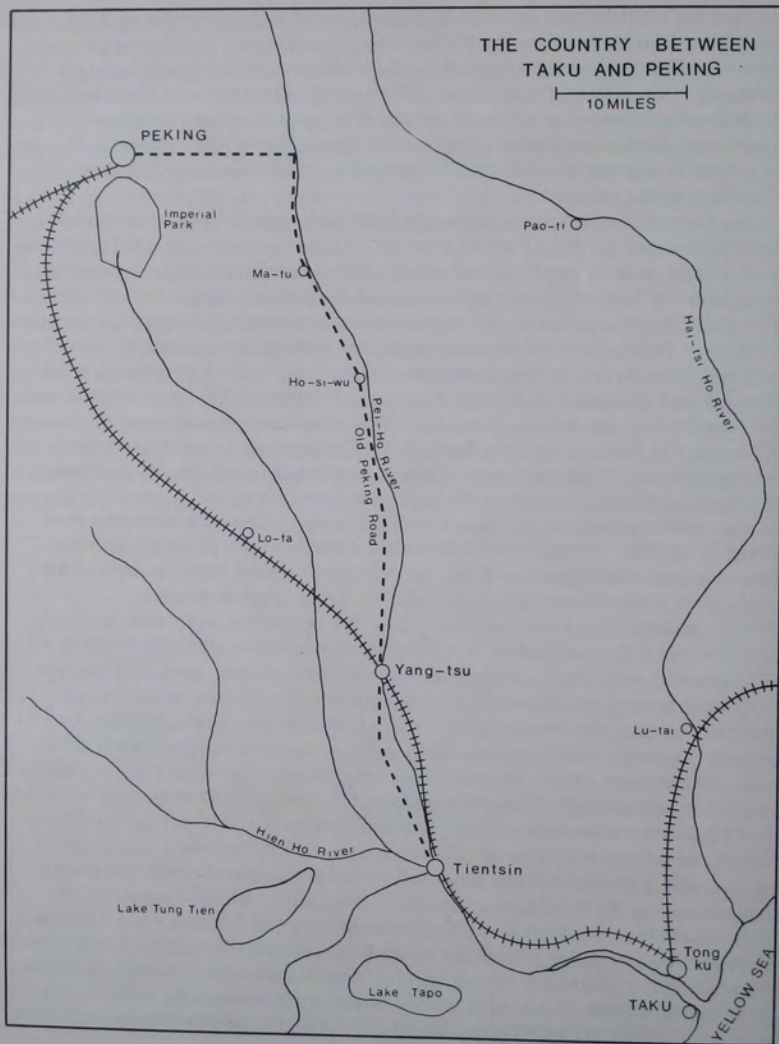 THE COUNTRY BETWEEN
TAKU AND PEKING
10 MILES
PEKING
Imperial
Park
Pao-ti
Ma-tu
Hai-tsi Ho River
Ho-si-wu
Pei-Ho River
Old Peking Road
Lo-fa
Yang-tsu
Lu-tai
Hien Ho River
Tientsin
Lake Tung Tien
Tong
ku
Lake Tapo
TAKU
YELLOW SEA